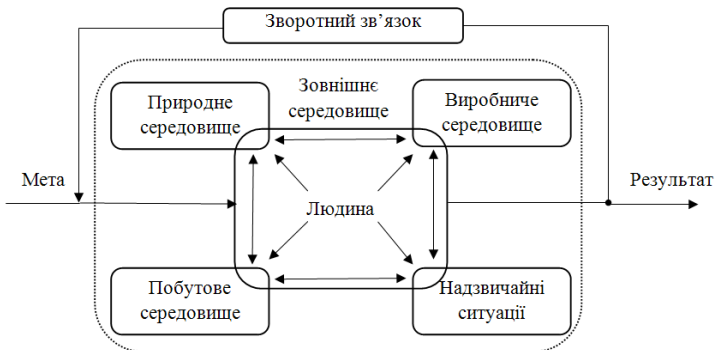 Зворотний зв’язок
Зовнішнє
середовище
Природне
середовище
Виробниче
середовище
Мета
Людина
Результат
Побутове
середовище
Надзвичайні
ситуації